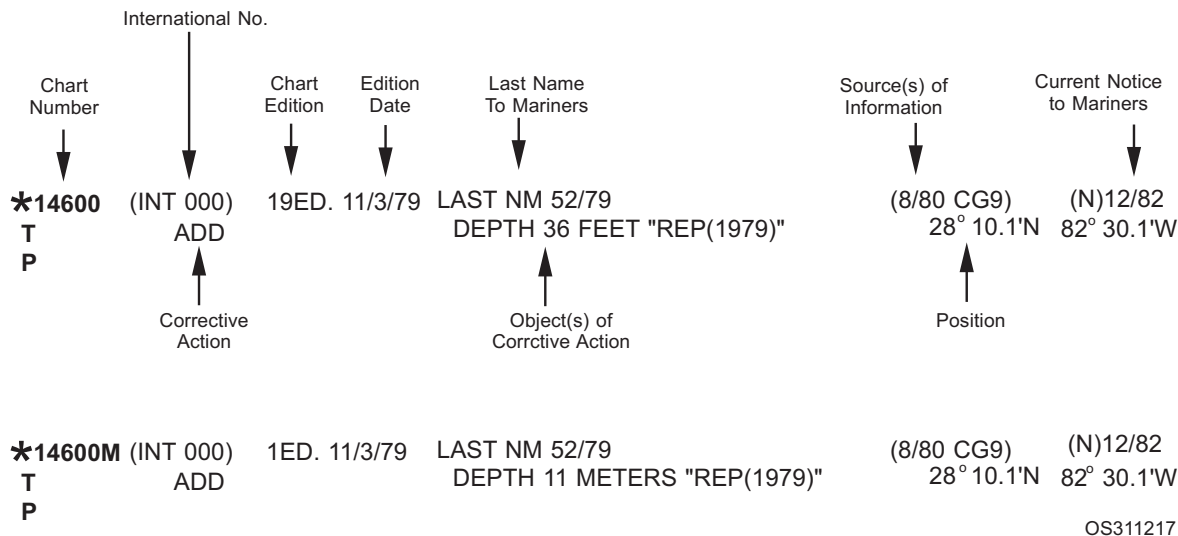 International No.
Chart
Number
Chart
Edition
Edition
Date
Last Name
To Mariners
Source(s) of
Information
Current Notice
to Mariners
*14600 (INT 000) 19ED. 11/3/79 LAST NM 52/79 (8/80 CG9) (N)12/82
T ADD DEPTH 36 FEET "REP(1979)" 28° 10.1'N 82° 30.1'W
P
Corrective
Action
Object(s) of
Corrctive Action
Position
*14600M (INT 000) 1ED. 11/3/79 LAST NM 52/79 (8/80 CG9) (N)12/82
T ADD DEPTH 11 METERS "REP(1979)" 28° 10.1'N 82° 30.1'W
P
OS311217